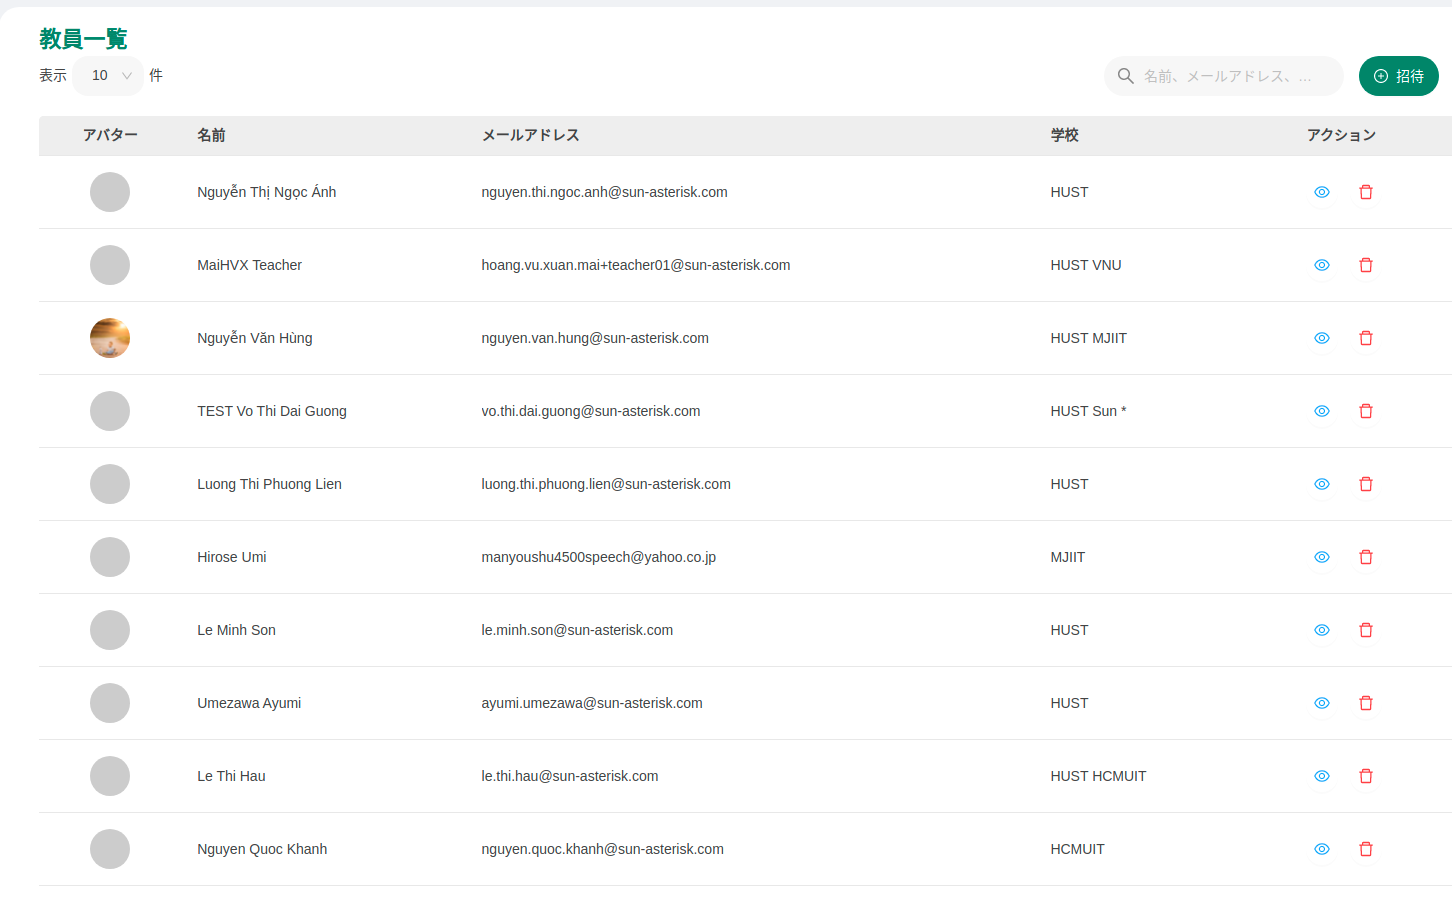 教員一覧
表示 10 件
名前、メールアドレス、...
招待
アバター 名前 メールアドレス 学校 アクション
Nguyễn Thị Ngọc Ánh nguyen.thi.ngoc.anh@sun-asterisk.com HUST
MaiHVX Teacher hoang.vu.xuan.mai+teacher01@sun-asterisk.com HUST VNU
Nguyễn Văn Hùng nguyen.van.hung@sun-asterisk.com HUST MJIIT
TEST Vo Thi Dai Guong vo.thi.dai.guong@sun-asterisk.com HUST Sun *
Luong Thi Phuong Lien luong.thi.phuong.lien@sun-asterisk.com HUST
Hirose Umi manyoushu4500speech@yahoo.co.jp MJIIT
Le Minh Son le.minh.son@sun-asterisk.com HUST
Umezawa Ayumi ayumi.umezawa@sun-asterisk.com HUST
Le Thi Hau le.thi.hau@sun-asterisk.com HUST HCMUIT
Nguyen Quoc Khanh nguyen.quoc.khanh@sun-asterisk.com HCMUIT